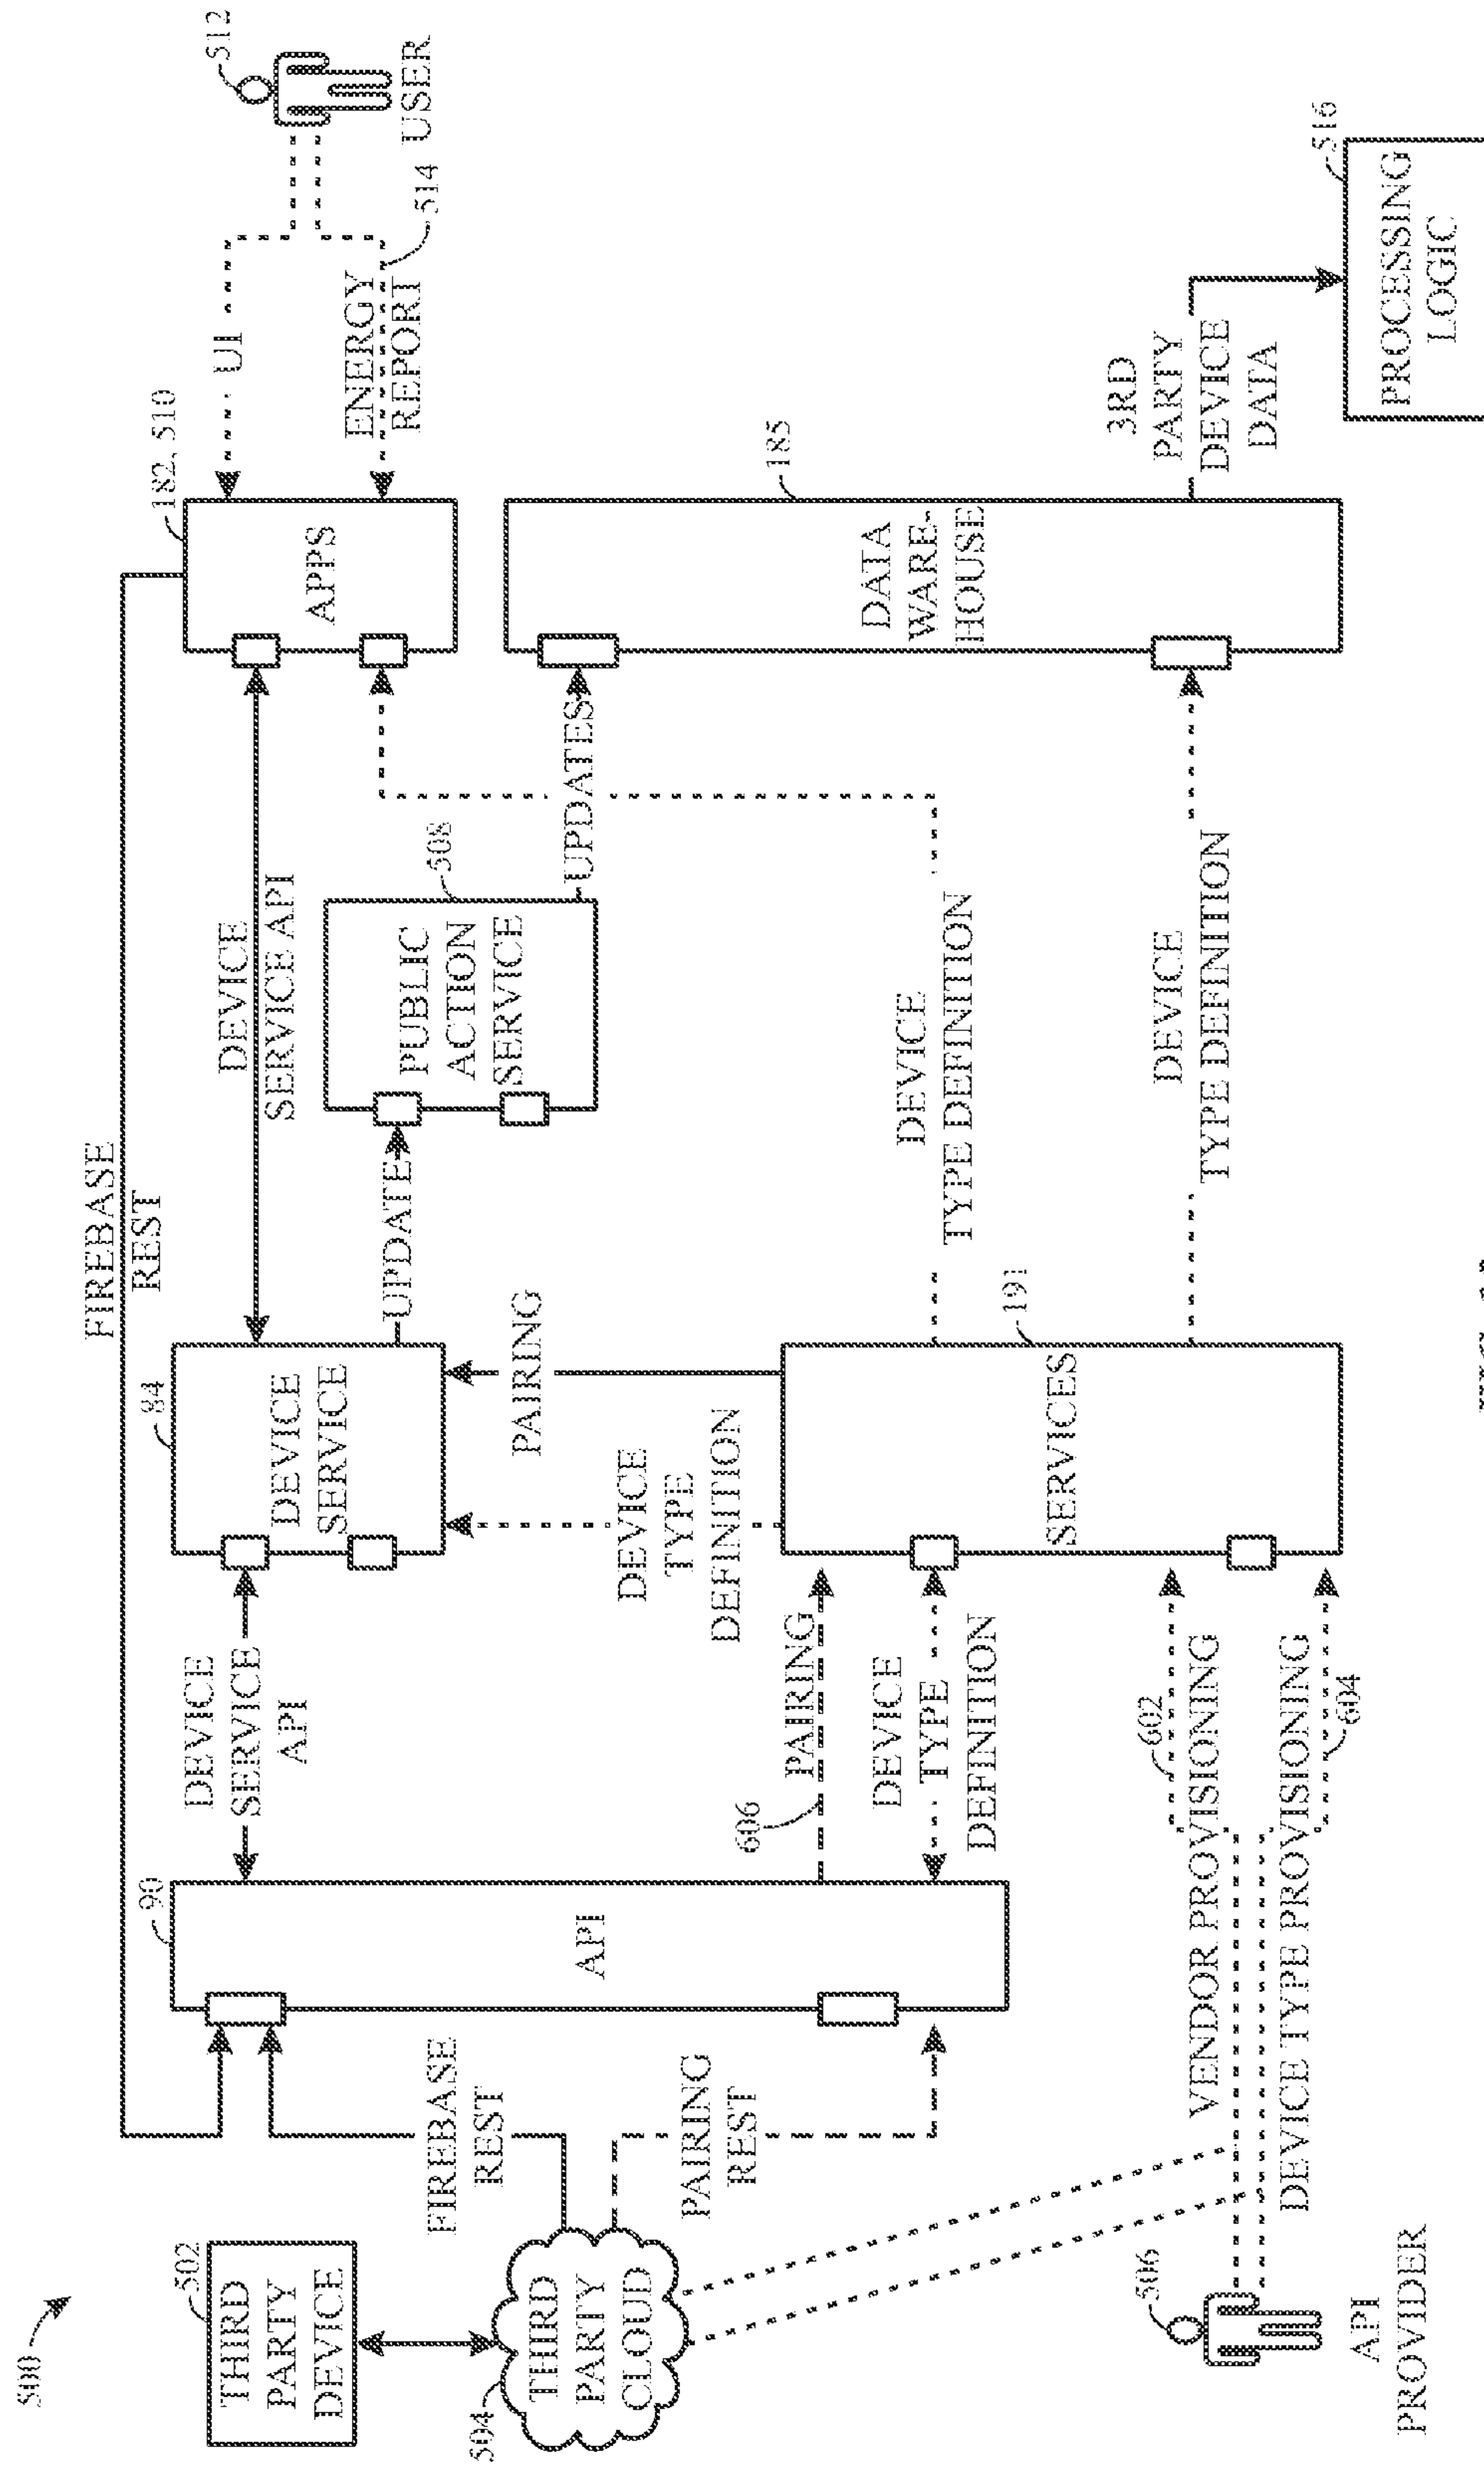 500
THIRD
PARTY
DEVICE
502
THIRD
PARTY
CLOUD
504
FIREBASE
REST
PAIRING
REST
API
PROVIDER
506
VENDOR PROVISIONING
602
DEVICE TYPE PROVISIONING
604
API
90
DEVICE
SERVICE
API
PAIRING
606
DEVICE
TYPE
DEFINITION
FIREBASE
REST
DEVICE
SERVICE
84
DEVICE
TYPE
DEFINITION
PAIRING
SERVICES
191
UPDATE
DEVICE
SERVICE API
PUBLIC
ACTION
SERVICE
508
UPDATES
DEVICE
TYPE DEFINITION
DEVICE
TYPE DEFINITION
APPS
182, 510
DATA
WARE-
HOUSE
185
UI
ENERGY
REPORT
514
USER
512
3RD
PARTY
DEVICE
DATA
PROCESSING
LOGIC
516